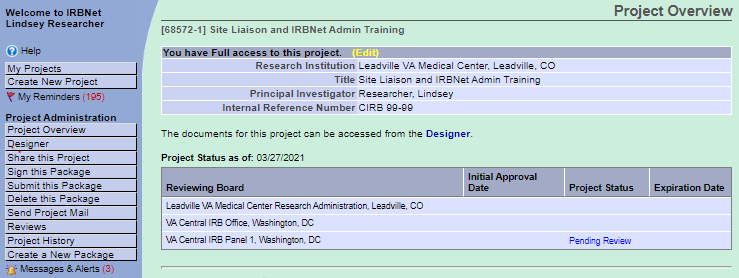 Welcome to IRBNet
Lindsey Researcher
Help
My Projects
Create New Project
My Reminders (195)
Project Administration
Project Overview
Designer
Share this Project
Sign this Package
Submit this Package
Delete this Package
Send Project Mail
Reviews
Project History
Create a New Package
Messages & Alerts (3)
Project Overview
[68572-1] Site Liaison and IRBNet Admin Training
You have Full access to this project. (Edit)
Research Institution Leadville VA Medical Center, Leadville, CO
Title Site Liaison and IRBNet Admin Training
Principal Investigator Researcher, Lindsey
Internal Reference Number CIRB 99-99
The documents for this project can be accessed from the Designer.
Project Status as of: 03/27/2021
Reviewing Board Initial Approval Date Project Status Expiration Date
Leadville VA Medical Center Research Administration, Leadville, CO
VA Central IRB Office, Washington, DC
VA Central IRB Panel 1, Washington, DC Pending Review